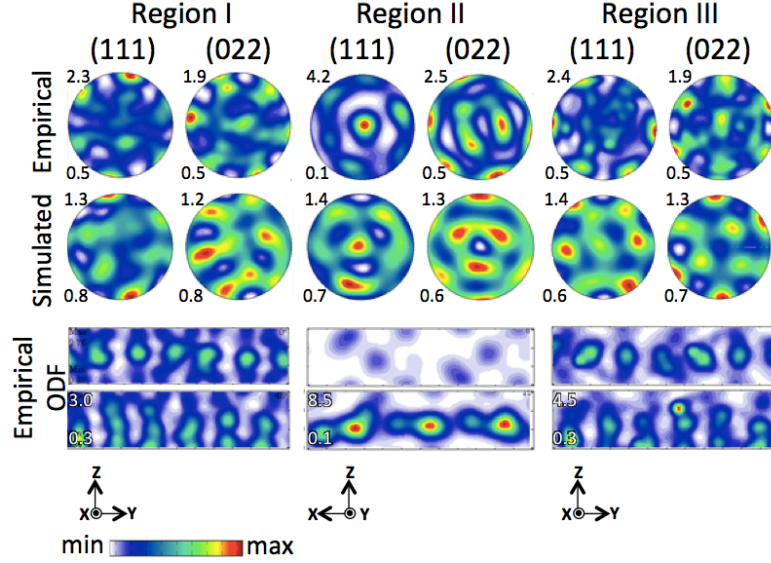 Region I Region II Region III
(111) (022) (111) (022) (111) (022)
Empirical
2.3 1.9 4.2 2.5 2.4 1.9
0.5 0.5 0.1 0.5 0.5 0.5
Simulated
1.3 1.2 1.4 1.3 1.4 1.3
0.8 0.8 0.7 0.6 0.6 0.7
Empirical
ODF
3.0 8.5 4.5
0.3 0.1 0.3
Z Z Z
X Y X Y X Y
min max